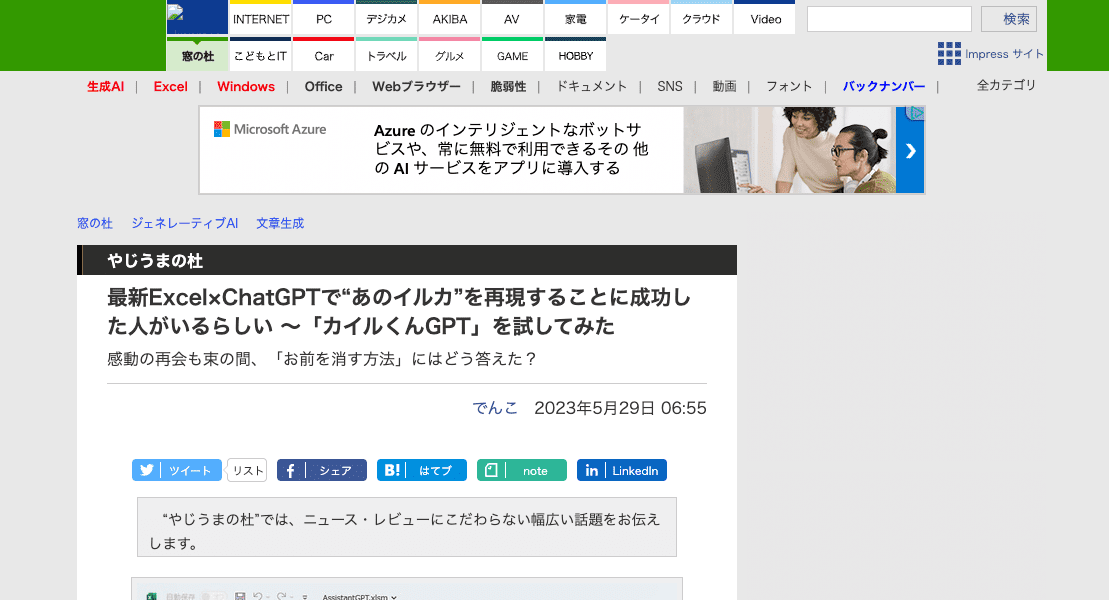 INTERNET PC デジカメ AKIBA AV 家電 ケータイ クラウド Video
検索
窓の杜 こどもとIT Car トラベル グルメ GAME HOBBY
Impress サイト
生成AI | Excel | Windows | Office | Webブラウザー | 脆弱性 | ドキュメント | SNS | 動画 | フォント | バックナンバー | 全カテゴリ
Microsoft Azure
Azure のインテリジェントなボットサ
ービスや、常に無料で利用できるその 他
の AI サービスをアプリに導入する
窓の杜 ジェネレーティブAI 文章生成
やじうまの杜
最新Excel×ChatGPTで“あのイルカ”を再現することに成功し
た人がいるらしい ～「カイルくんGPT」を試してみた
感動の再会も束の間、「お前を消す方法」にはどう答えた？
でんこ 2023年5月29日 06:55
ツイート リスト シェア B! はてブ note in LinkedIn
“やじうまの杜”では、ニュース・レビューにこだわらない幅広い話題をお伝え
します。
自動保存 AssistantGPT.xlsm